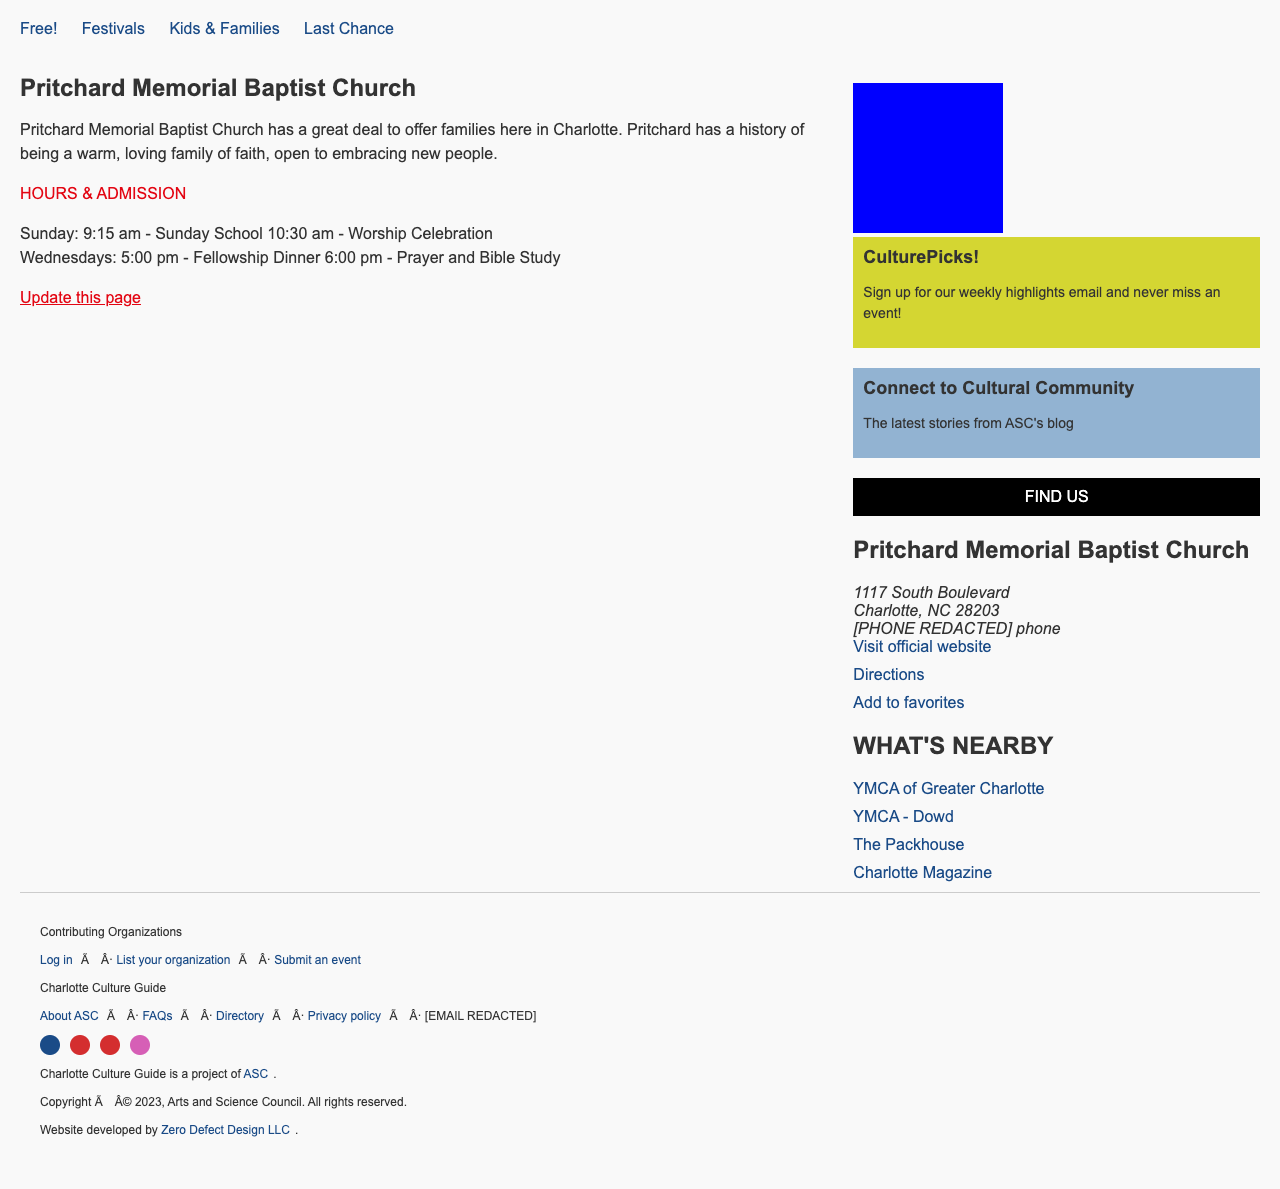 Free! Festivals Kids & Families Last Chance
Pritchard Memorial Baptist Church
Pritchard Memorial Baptist Church has a great deal to offer families here in Charlotte. Pritchard has a history of
being a warm, loving family of faith, open to embracing new people.
HOURS & ADMISSION
Sunday: 9:15 am - Sunday School 10:30 am - Worship Celebration
Wednesdays: 5:00 pm - Fellowship Dinner 6:00 pm - Prayer and Bible Study
Update this page
CulturePicks!
Sign up for our weekly highlights email and never miss an
event!
Connect to Cultural Community
The latest stories from ASC's blog
FIND US
Pritchard Memorial Baptist Church
1117 South Boulevard
Charlotte, NC 28203
[PHONE REDACTED] phone
Visit official website
Directions
Add to favorites
WHAT'S NEARBY
YMCA of Greater Charlotte
YMCA - Dowd
The Packhouse
Charlotte Magazine
Contributing Organizations
Log in Ã Â· List your organization Ã Â· Submit an event
Charlotte Culture Guide
About ASC Ã Â· FAQs Ã Â· Directory Ã Â· Privacy policy Ã Â· [EMAIL REDACTED]
Charlotte Culture Guide is a project of ASC .
Copyright Ã Â© 2023, Arts and Science Council. All rights reserved.
Website developed by Zero Defect Design LLC .